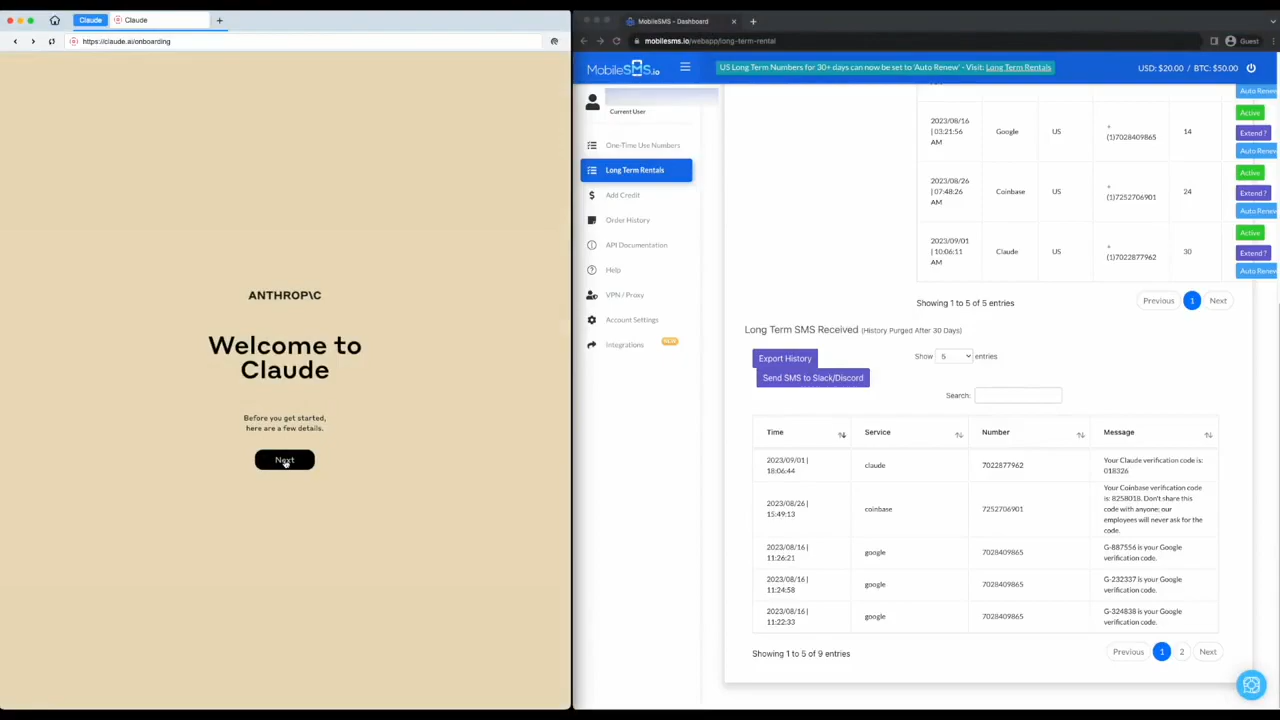 Claude
Claude
https://claude.ai/onboarding
ANTHROP\C
Welcome to
Claude
Before you get started,
here are a few details.
Next
MobileSMS - Dashboard
mobilesms.io/webapp/long-term-rental
Guest
MobileSMS.io
US Long Term Numbers for 30+ days can now be set to 'Auto Renew' - Visit: Long Term Rentals
USD: $20.00 / BTC: $50.00
Current User
One-Time Use Numbers
Long Term Rentals
Add Credit
Order History
API Documentation
Help
VPN / Proxy
Account Settings
Integrations
NEW
Auto Renew
2023/08/16
| 03:21:56
AM
Google
US
+
(1)7028409865
14
Active
Extend ?
Auto Renew
2023/08/26
| 07:48:26
AM
Coinbase
US
+
(1)7252706901
24
Active
Extend ?
Auto Renew
2023/09/01
| 10:06:11
AM
Claude
US
+
(1)7022877962
30
Active
Extend ?
Auto Renew
Showing 1 to 5 of 5 entries
Previous 1 Next
Long Term SMS Received (History Purged After 30 Days)
Export History
Send SMS to Slack/Discord
Show 5 entries
Search:
Time Service Number Message
2023/09/01 |
18:06:44
claude
7022877962
Your Claude verification code is:
018326
2023/08/26 |
15:49:13
coinbase
7252706901
Your Coinbase verification code
is: 8258018. Don't share this
code with anyone; our
employees will never ask for the
code.
2023/08/16 |
11:26:21
google
7028409865
G-887556 is your Google
verification code.
2023/08/16 |
11:24:58
google
7028409865
G-232337 is your Google
verification code.
2023/08/16 |
11:22:33
google
7028409865
G-324838 is your Google
verification code.
Showing 1 to 5 of 9 entries
Previous 1 2 Next